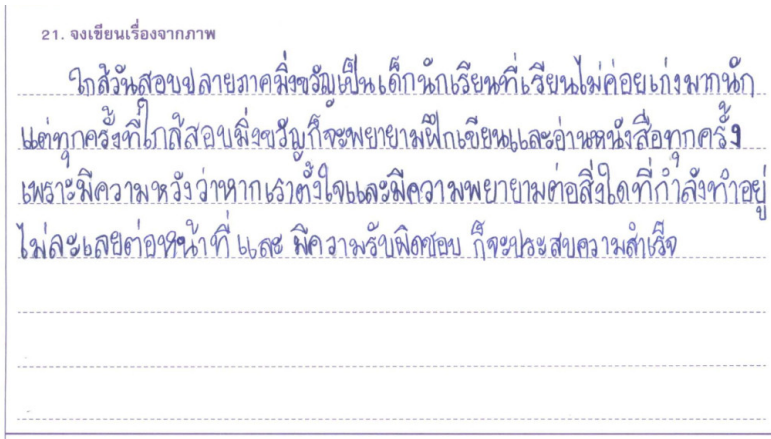 21. จงเขียนเรื่องจากภาพ
ใกล้วันสอบปลายภาคมิ่งขวัญเป็นเด็กนักเรียนที่เรียนไม่ค่อยเก่งมากนัก
แต่ทุกครั้งที่ใกล้สอบมิ่งขวัญก็จะพยายามฝึกเขียนและอ่านหนังสือทุกครั้ง
เพราะมีความหวังว่าหากเราตั้งใจและมีความพยายามต่อสิ่งใดที่กำลังทำอยู่
ไม่ละเลยต่อหน้าที่ และ มีความรับผิดชอบ ก็จะประสบความสำเร็จ